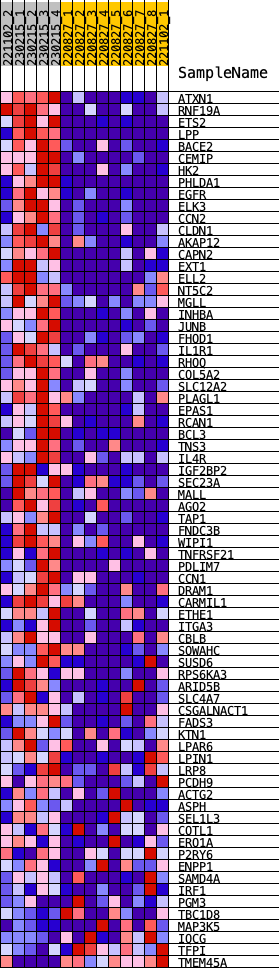 221102_2
230215_1
230215_2
230215_3
230215_4
220827_1
220827_2
220827_3
220827_4
220827_5
220827_6
220827_7
220827_8
221102_1
SampleName
ATXN1
RNF19A
ETS2
LPP
BACE2
CEMIP
HK2
PHLDA1
EGFR
ELK3
CCN2
CLDN1
AKAP12
CAPN2
EXT1
ELL2
NT5C2
MGLL
INHBA
JUNB
FHOD1
IL1R1
RHOQ
COL5A2
SLC12A2
PLAGL1
EPAS1
RCAN1
BCL3
TNS3
IL4R
IGF2BP2
SEC23A
MALL
AGO2
TAP1
FNDC3B
WIPI1
TNFRSF21
PDLIM7
CCN1
DRAM1
CARMIL1
ETHE1
ITGA3
CBLB
SOWAHC
SUSD6
RPS6KA3
ARID5B
SLC4A7
CSGALNACT1
FADS3
KTN1
LPAR6
LPIN1
LRP8
PCDH9
ACTG2
ASPH
SEL1L3
COTL1
ERO1A
P2RY6
ENPP1
SAMD4A
IRF1
PGM3
TBC1D8
MAP3K5
IQCG
TFPI
TMEM45A